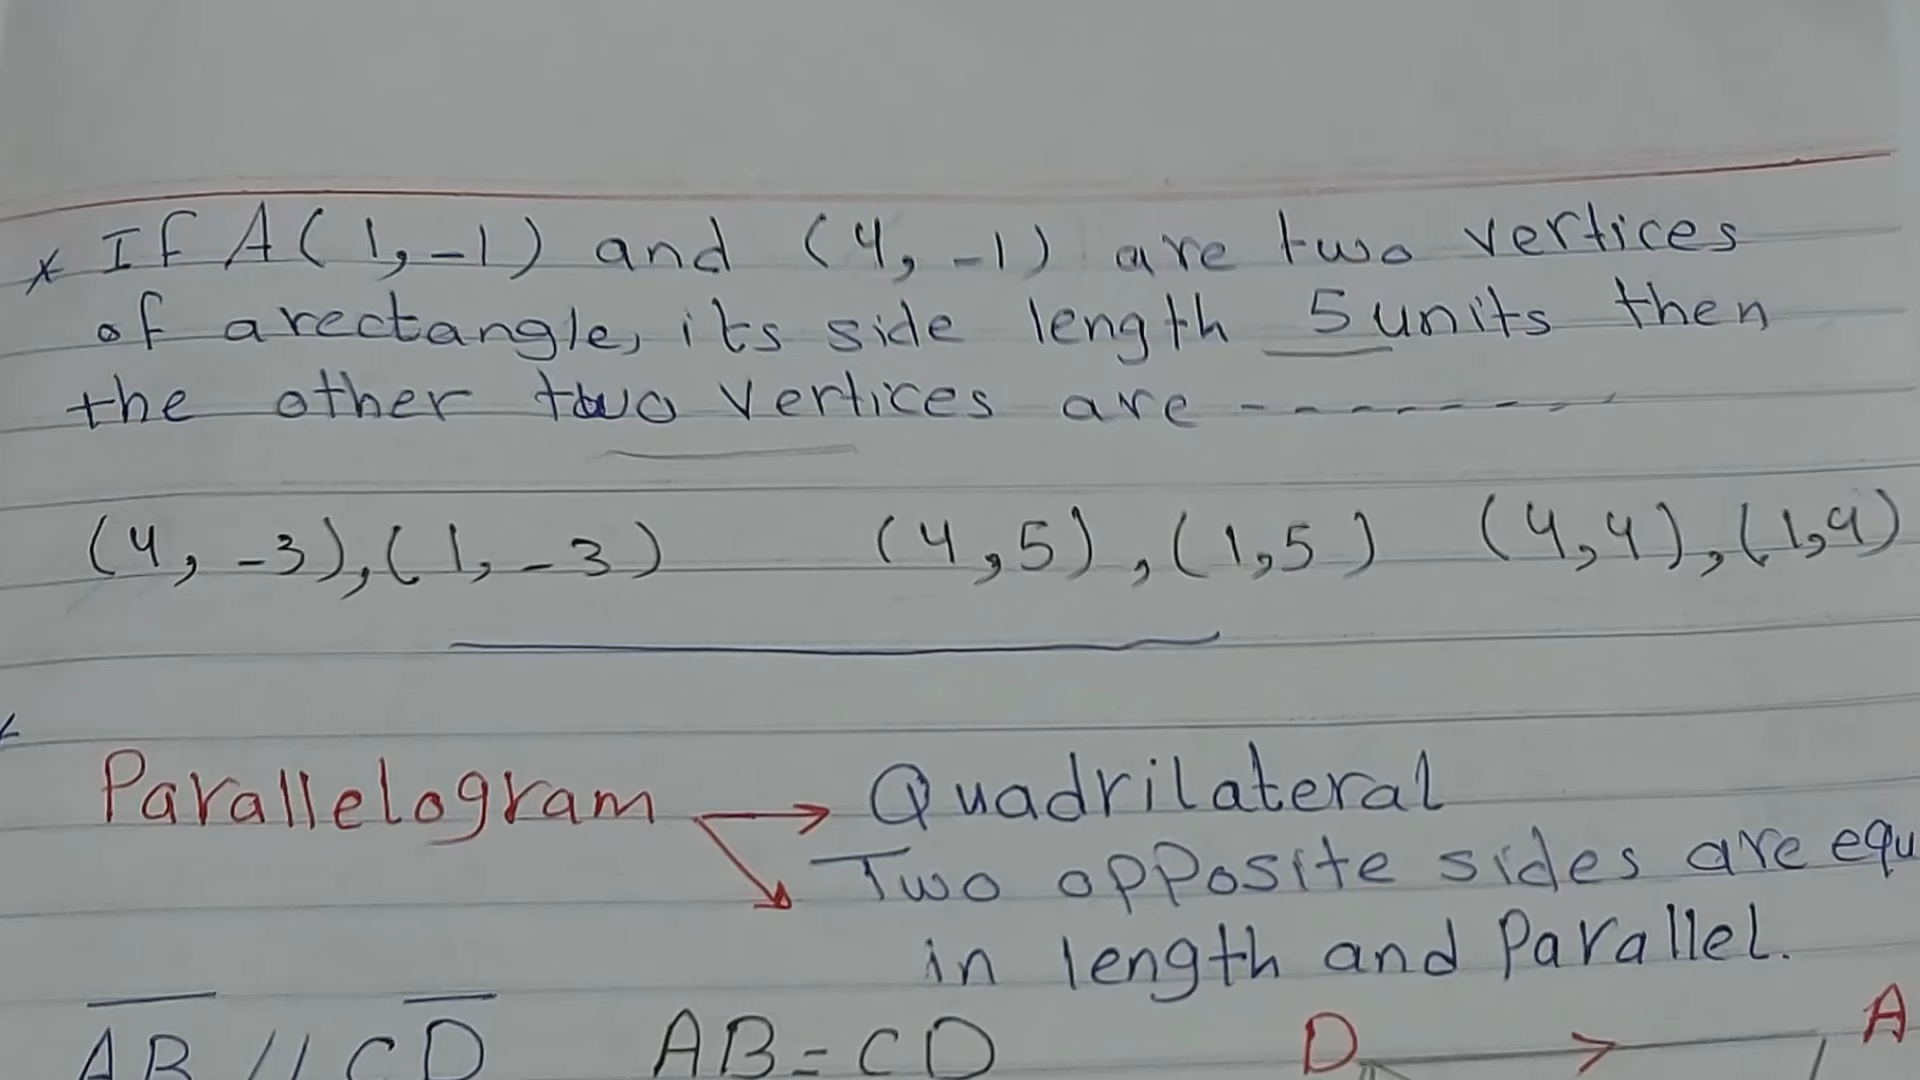 * If A(1,-1) and (4,-1) are two vertices
of a rectangle, its side length 5 units then
the other two vertices are --------
(4,-3),(1,-3) (4,5),(1,5) (4,4),(1,4)
Parallelogram → Quadrilateral
Two opposite sides are equ
in length and Parallel.
AB // CD AB = CD D A